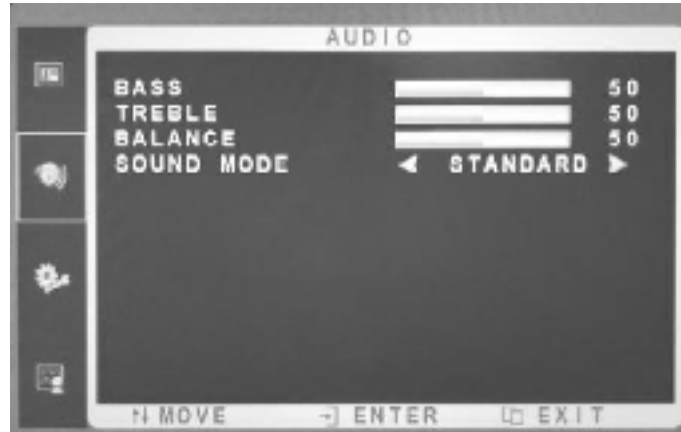 AUDIO
BASS 50
TREBLE 50
BALANCE 50
SOUND MODE STANDARD
MOVE ENTER EXIT